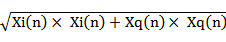 √Xi(n) × Xi(n) + Xq(n) × Xq(n)